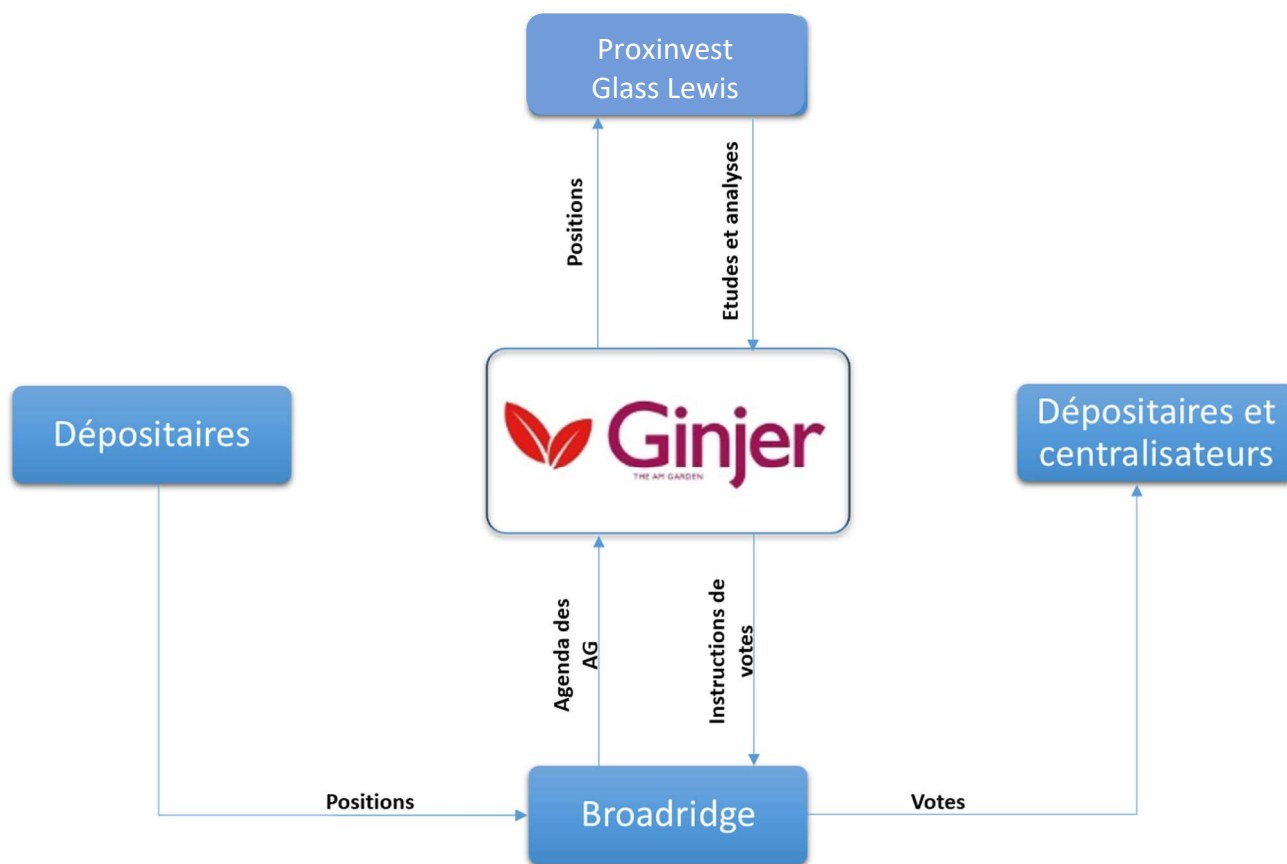 Proxinvest
Glass Lewis
Positions
Etudes et analyses
Dépositaires
Ginjer
THE AM GARDEN
Dépositaires et
centralisateurs
Agenda des
AG
Instructions de
votes
Positions
Broadridge
Votes